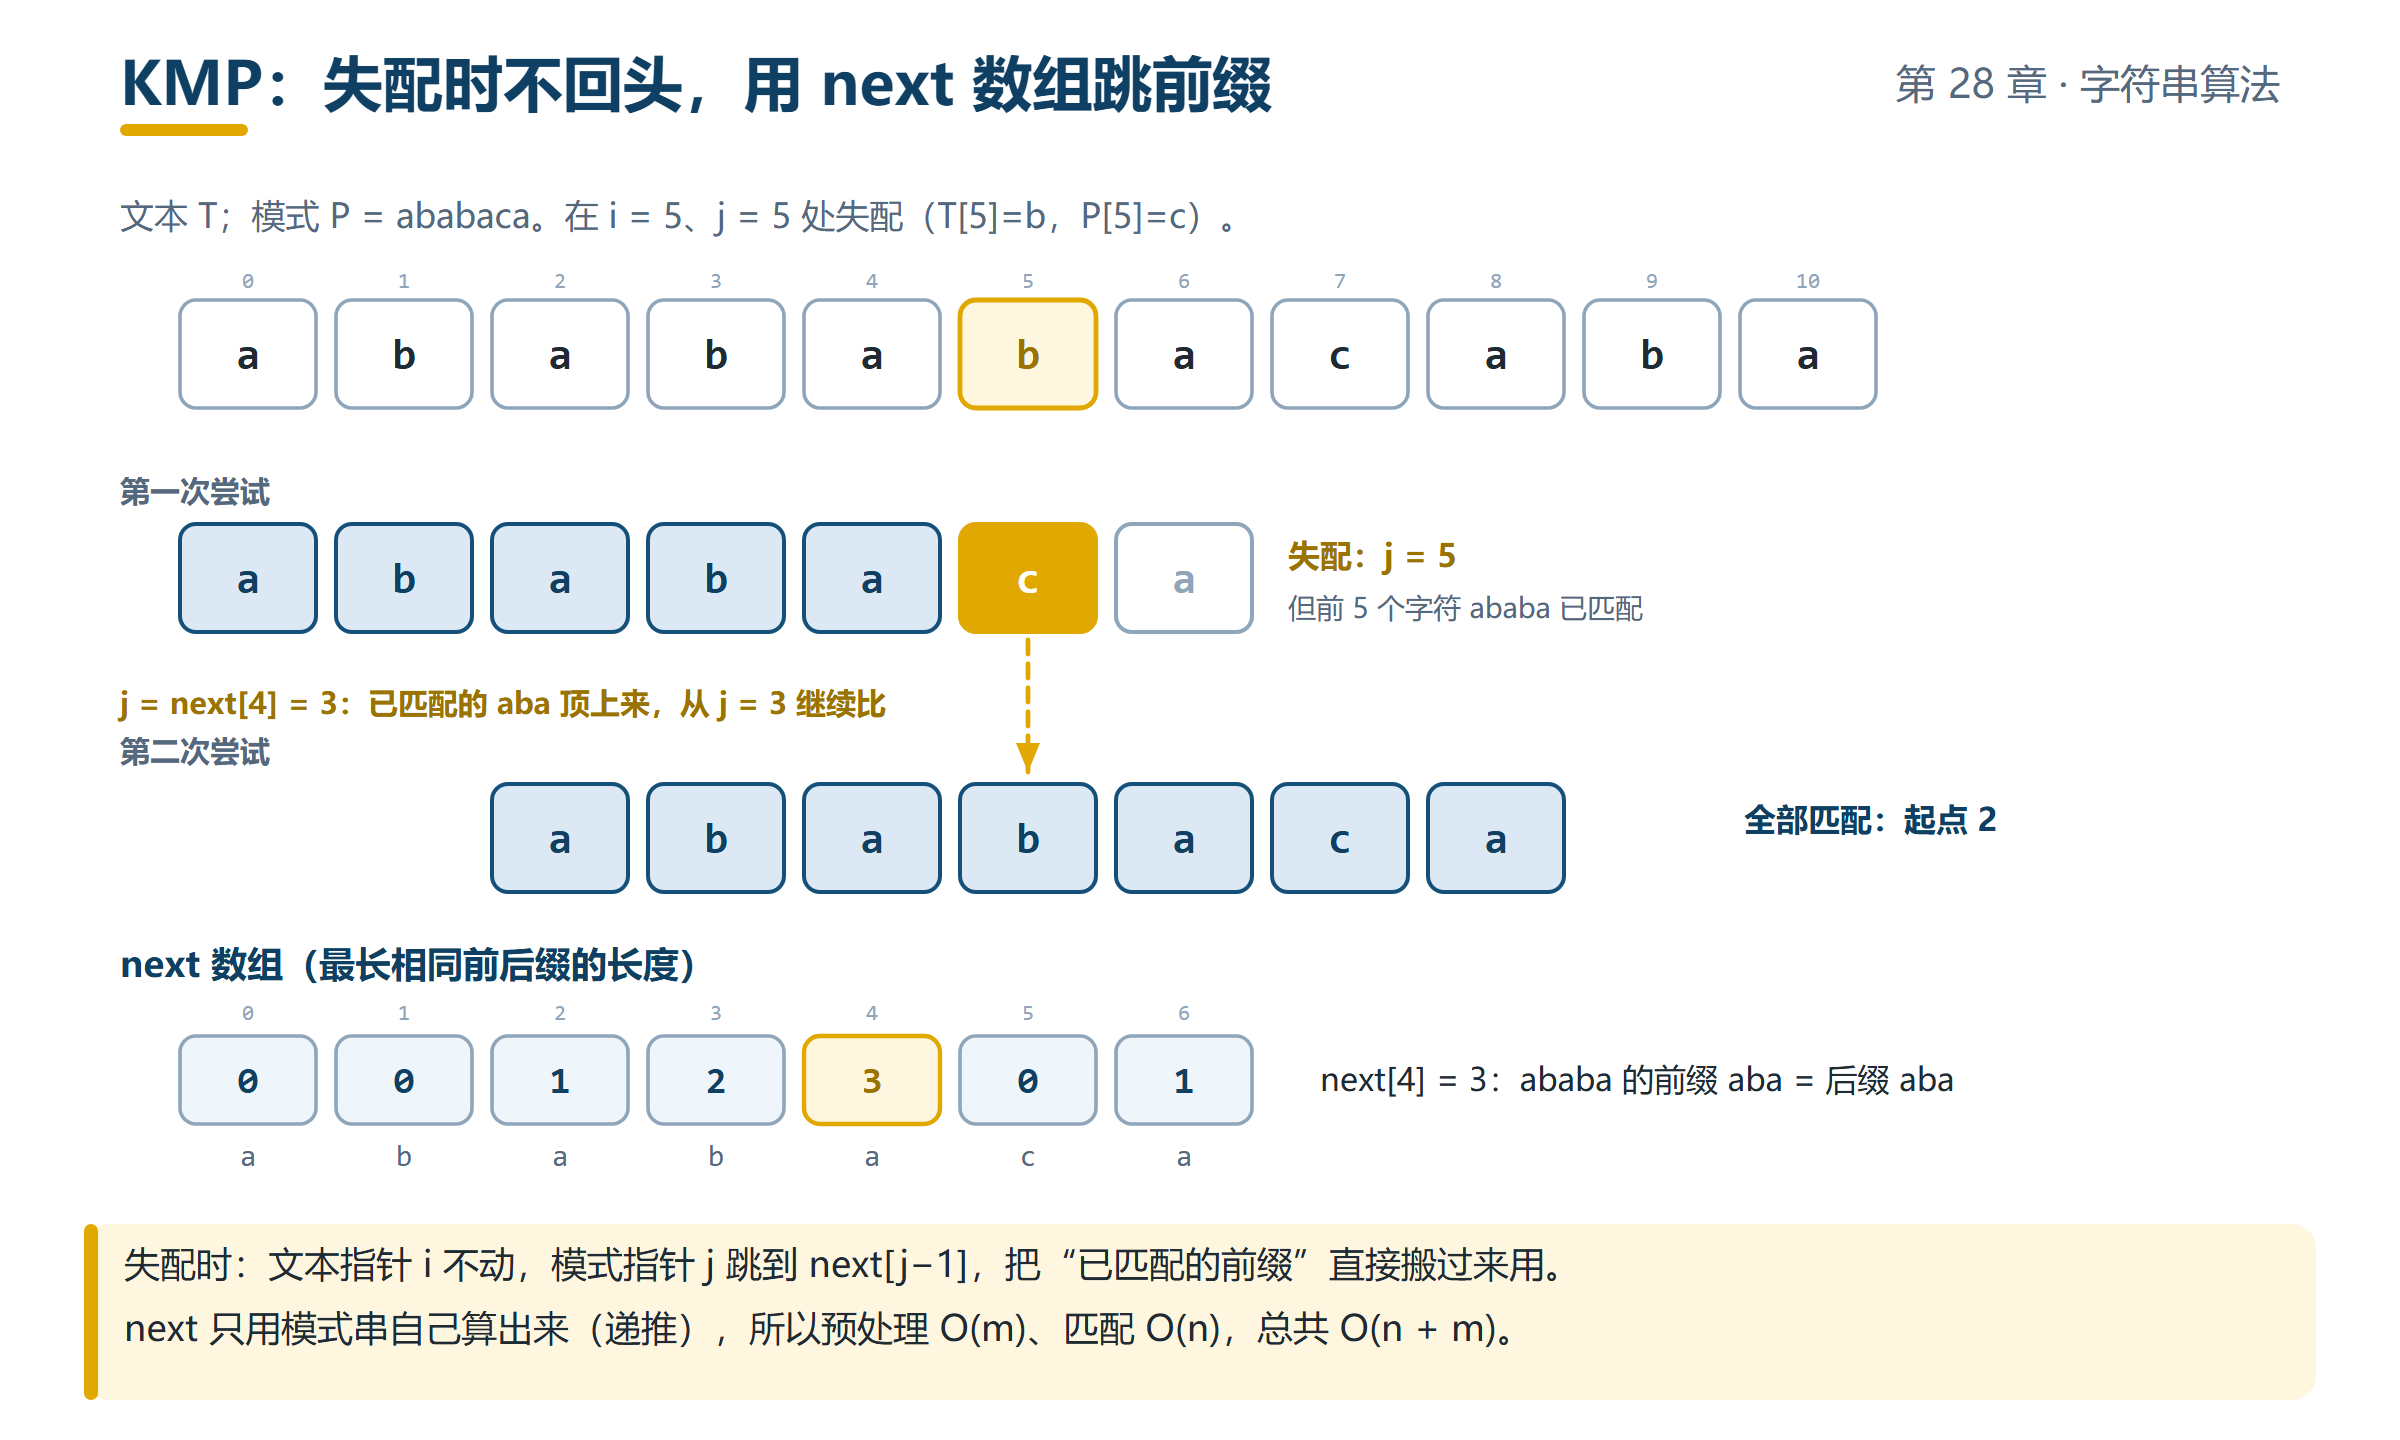 KMP：失配时不回头，用 next 数组跳前缀
第 28 章 · 字符串算法
文本 T；模式 P = ababaca。在 i = 5、j = 5 处失配（T[5]=b，P[5]=c）。
0 1 2 3 4 5 6 7 8 9 10
a b a b a b a c a b a
第一次尝试
a b a b a c a
失配：j = 5
但前 5 个字符 ababa 已匹配
j = next[4] = 3：已匹配的 aba 顶上来，从 j = 3 继续比
第二次尝试
a b a b a c a
全部匹配：起点 2
next 数组（最长相同前后缀的长度）
0 1 2 3 4 5 6
0 0 1 2 3 0 1
next[4] = 3：ababa 的前缀 aba = 后缀 aba
a b a b a c a
失配时：文本指针 i 不动，模式指针 j 跳到 next[j−1]，把“已匹配的前缀”直接搬过来用。
next 只用模式串自己算出来（递推），所以预处理 O(m)、匹配 O(n)，总共 O(n + m)。